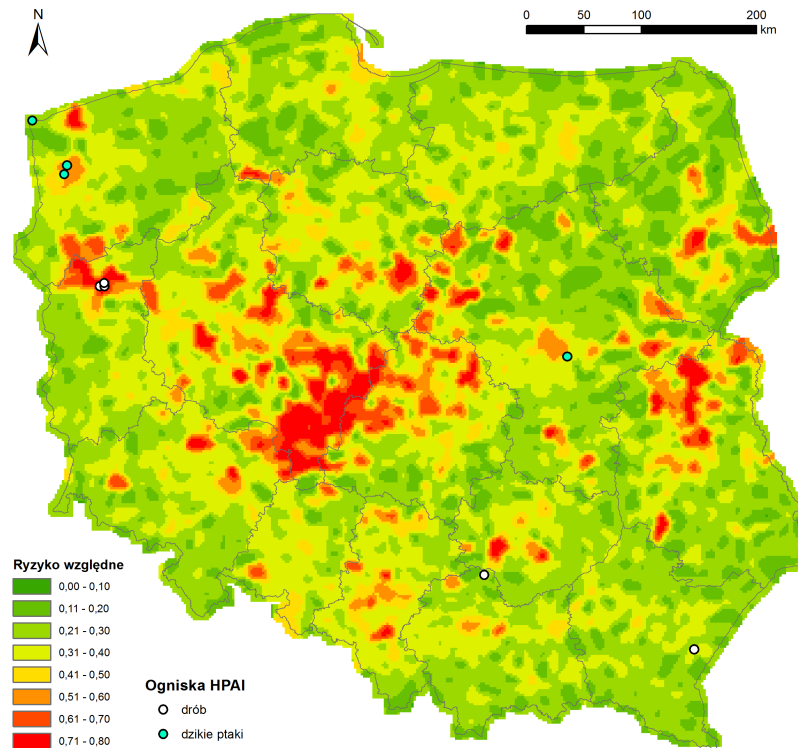 N
0 50 100 200
km
Ryzyko względne
0,00 - 0,10
0,11 - 0,20
0,21 - 0,30
0,31 - 0,40
0,41 - 0,50
0,51 - 0,60
0,61 - 0,70
0,71 - 0,80
Ogniska HPAI
drób
dzikie ptaki